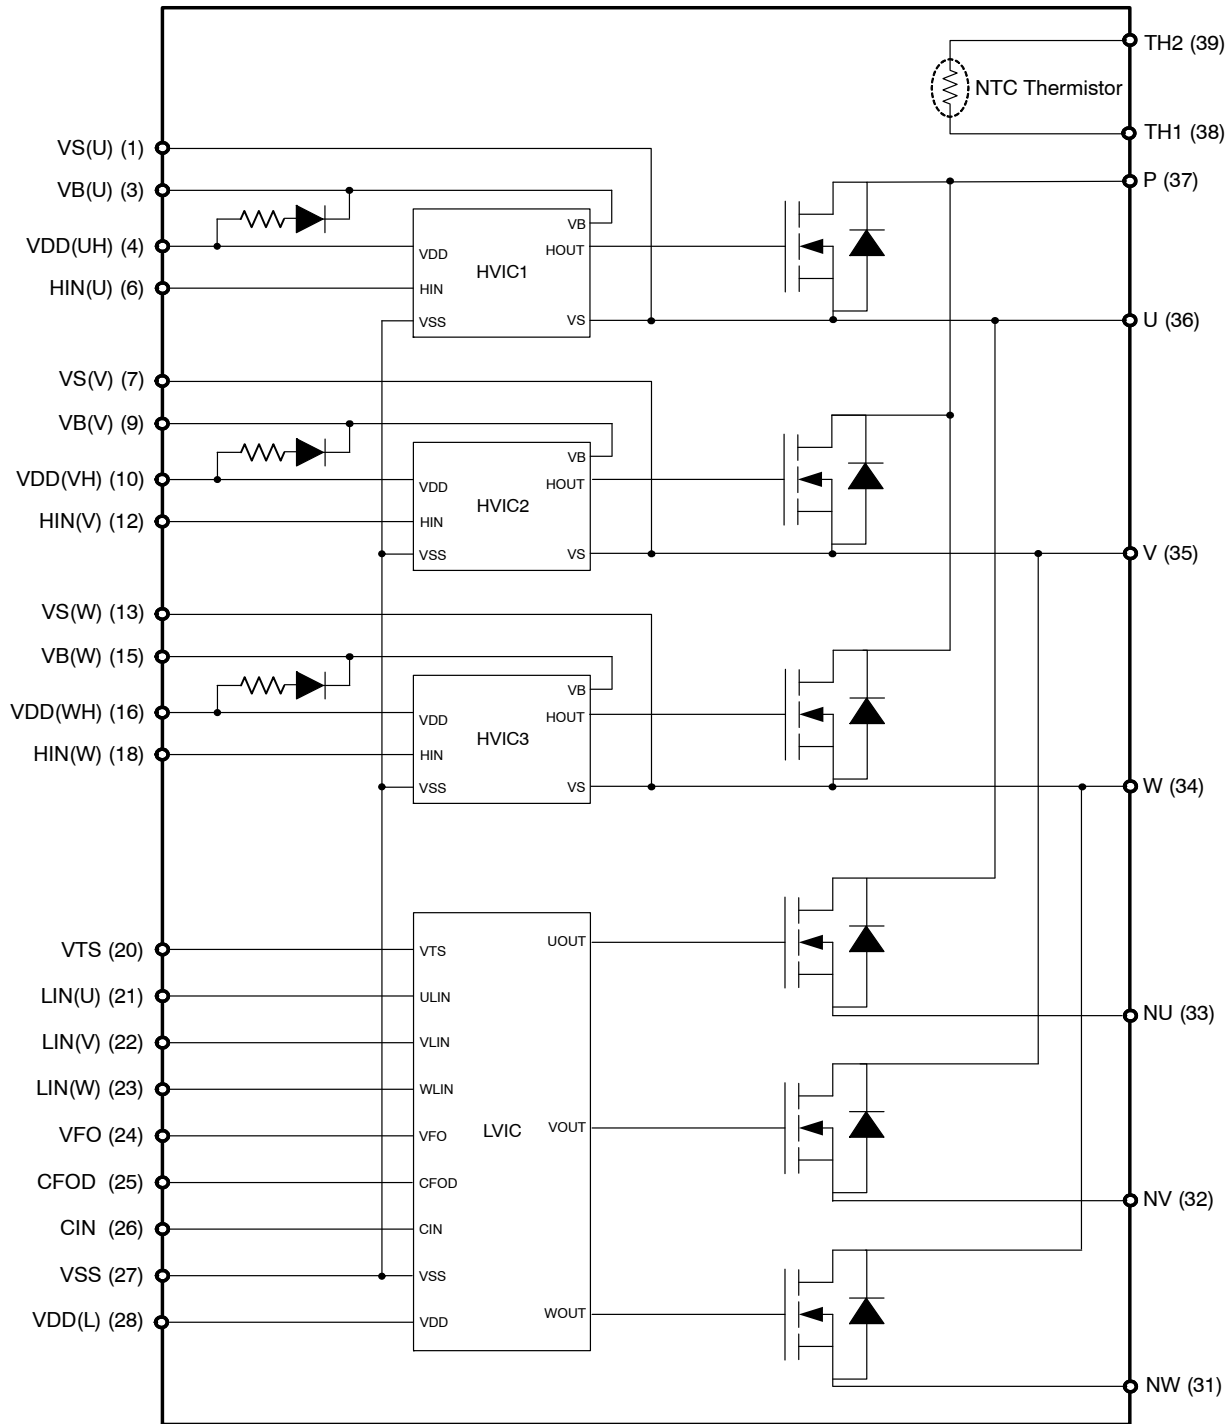 TH2 (39)
NTC Thermistor
TH1 (38)
VS(U) (1)
P (37)
VB(U) (3)
VB
VDD(UH) (4)
VDD
HOUT
HVIC1
HIN(U) (6)
HIN
VSS
VS
U (36)
VS(V) (7)
VB(V) (9)
VB
VDD(VH) (10)
VDD
HOUT
HVIC2
HIN(V) (12)
HIN
VSS
VS
V (35)
VS(W) (13)
VB(W) (15)
VB
VDD(WH) (16)
VDD
HOUT
HVIC3
HIN(W) (18)
HIN
VSS
VS
W (34)
VTS (20)
VTS
UOUT
LIN(U) (21)
ULIN
NU (33)
LIN(V) (22)
VLIN
LIN(W) (23)
WLIN
VFO (24)
VFO
LVIC
VOUT
CFOD (25)
CFOD
NV (32)
CIN (26)
CIN
VSS (27)
VSS
VDD(L) (28)
VDD
WOUT
NW (31)